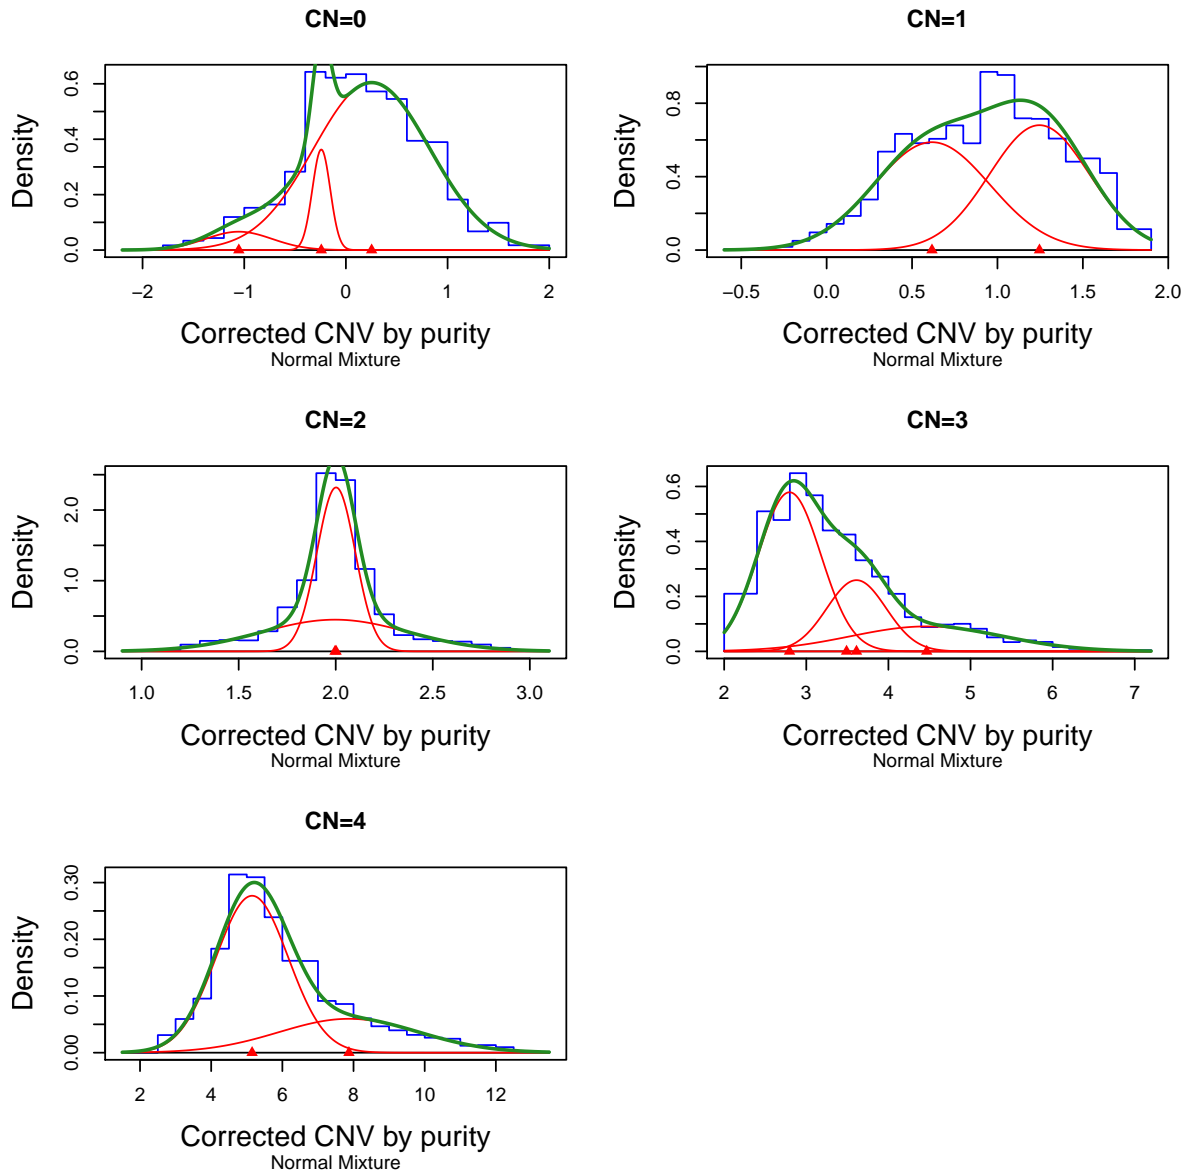 CN=0
Density
0.0 0.2 0.4 0.6
−2 −1 0 1 2
Corrected CNV by purity
Normal Mixture
CN=1
Density
0.0 0.4 0.8
−0.5 0.0 0.5 1.0 1.5 2.0
Corrected CNV by purity
Normal Mixture
CN=2
Density
0.0 1.0 2.0
1.0 1.5 2.0 2.5 3.0
Corrected CNV by purity
Normal Mixture
CN=3
Density
0.0 0.2 0.4 0.6
2 3 4 5 6 7
Corrected CNV by purity
Normal Mixture
CN=4
Density
0.00 0.10 0.20 0.30
2 4 6 8 10 12
Corrected CNV by purity
Normal Mixture